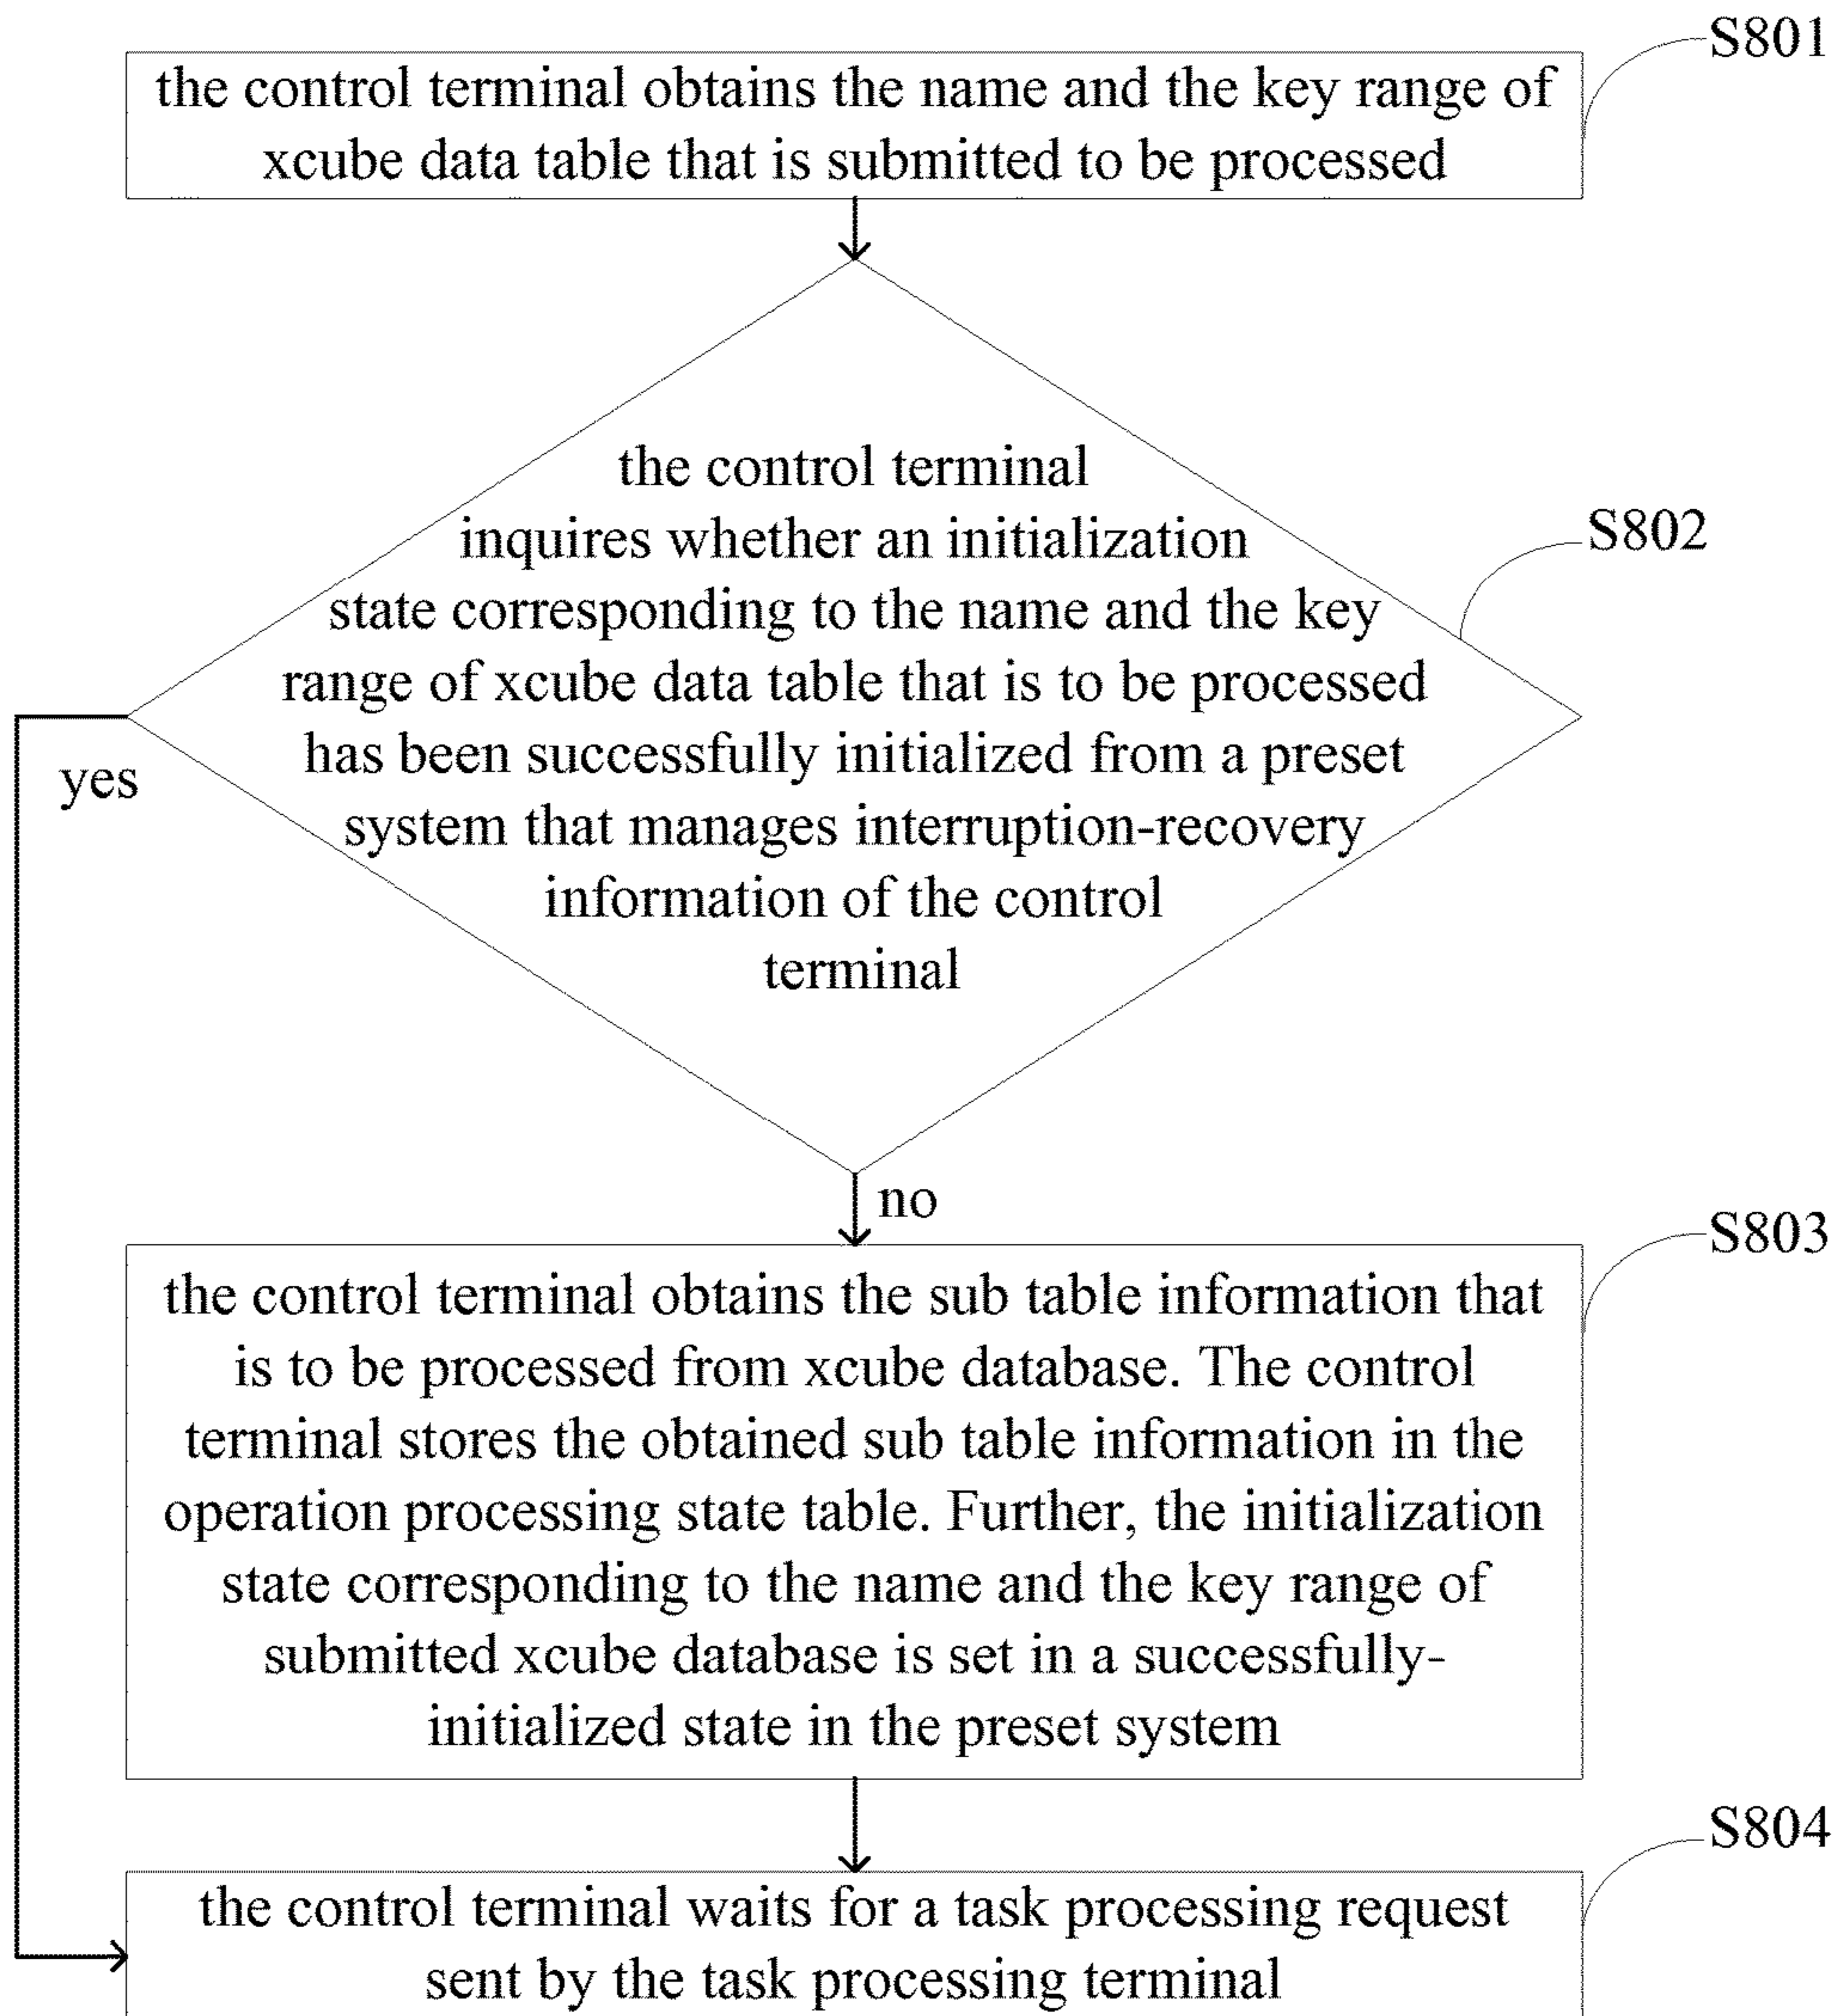 S801
the control terminal obtains the name and the key range of
xcube data table that is submitted to be processed
the control terminal
inquires whether an initialization
S802
state corresponding to the name and the key
range of xcube data table that is to be processed
has been successfully initialized from a preset
yes
system that manages interruption-recovery
information of the control
terminal
no
S803
the control terminal obtains the sub table information that
is to be processed from xcube database. The control
terminal stores the obtained sub table information in the
operation processing state table. Further, the initialization
state corresponding to the name and the key range of
submitted xcube database is set in a successfully-
initialized state in the preset system
S804
the control terminal waits for a task processing request
sent by the task processing terminal